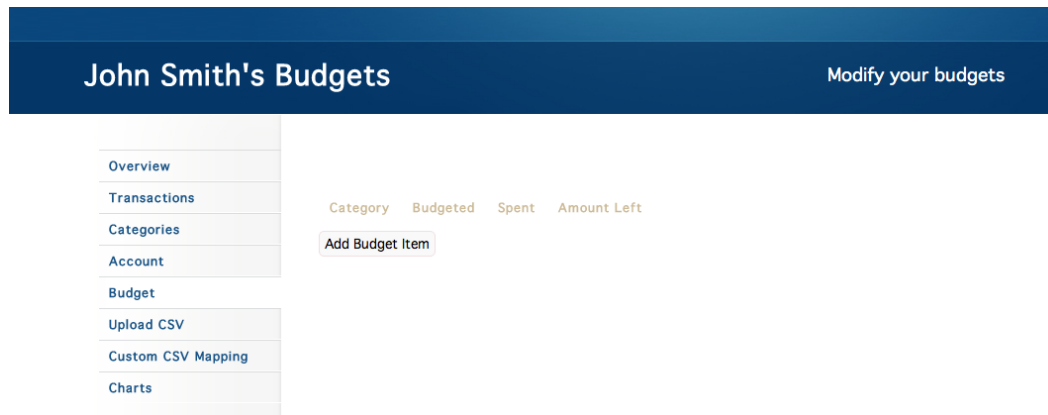 John Smith's Budgets
Modify your budgets
Overview
Transactions
Categories
Account
Budget
Upload CSV
Custom CSV Mapping
Charts
Category Budgeted Spent Amount Left
Add Budget Item